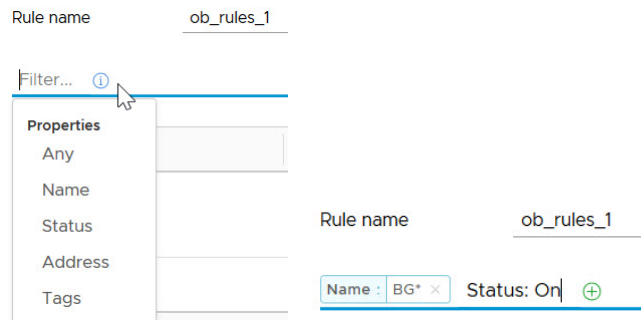 Rule name ob_rules_1
Filter...
Properties
Any
Name
Status
Address
Tags
Rule name ob_rules_1
Name : BG* × Status: On